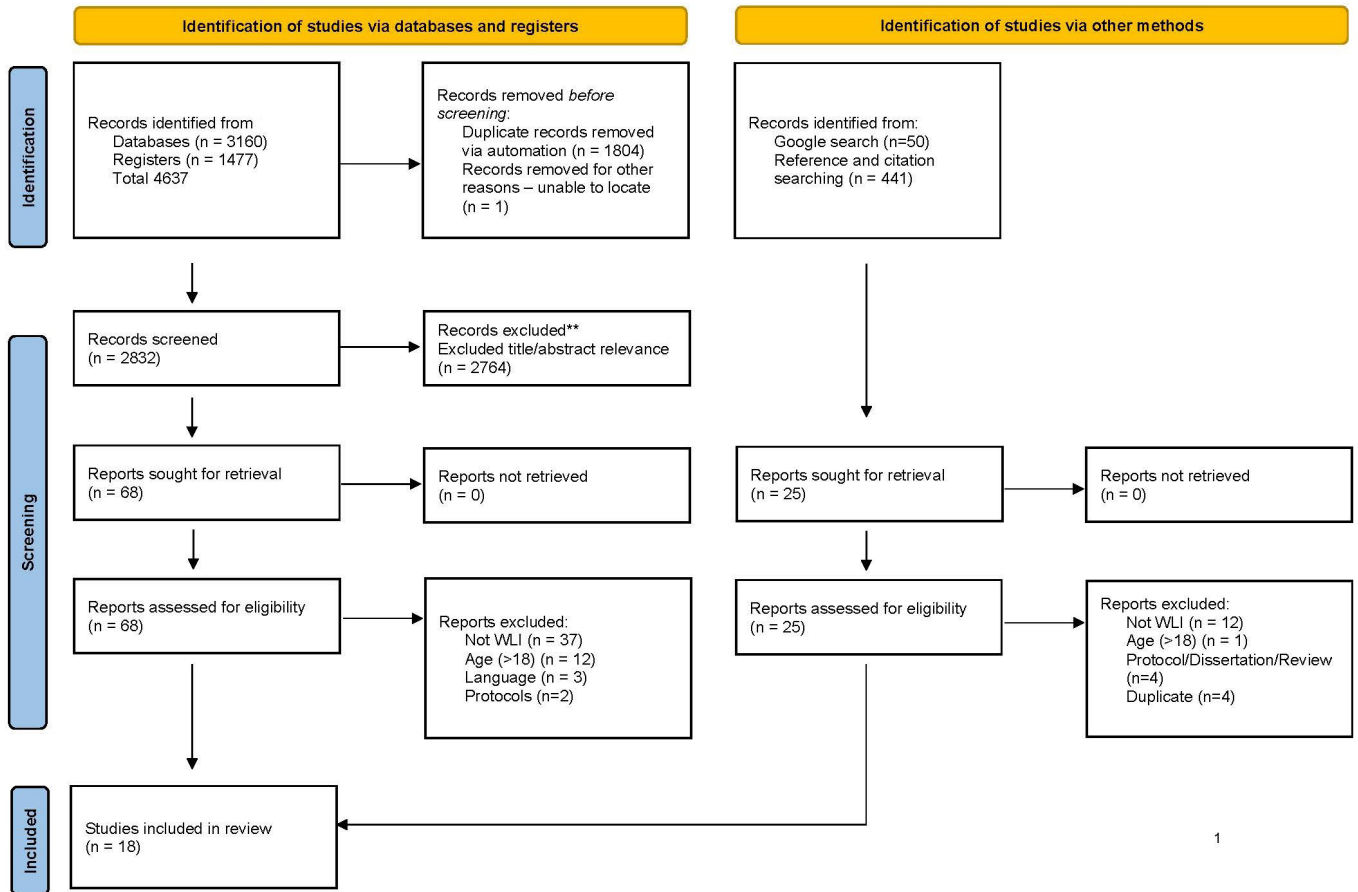 Identification of studies via databases and registers
Identification of studies via other methods
Identification
Records identified from
Databases (n = 3160)
Registers (n = 1477)
Total 4637
Records removed before
screening:
Duplicate records removed
via automation (n = 1804)
Records removed for other
reasons – unable to locate
(n = 1)
Records identified from:
Google search (n=50)
Reference and citation
searching (n = 441)
Screening
Records screened
(n = 2832)
Records excluded**
Excluded title/abstract relevance
(n = 2764)
Reports sought for retrieval
(n = 68)
Reports not retrieved
(n = 0)
Reports sought for retrieval
(n = 25)
Reports not retrieved
(n = 0)
Reports assessed for eligibility
(n = 68)
Reports excluded:
Not WLI (n = 37)
Age (>18) (n = 12)
Language (n = 3)
Protocols (n=2)
Reports assessed for eligibility
(n = 25)
Reports excluded:
Not WLI (n = 12)
Age (>18) (n = 1)
Protocol/Dissertation/Review
(n=4)
Duplicate (n=4)
Included
Studies included in review
(n = 18)
1